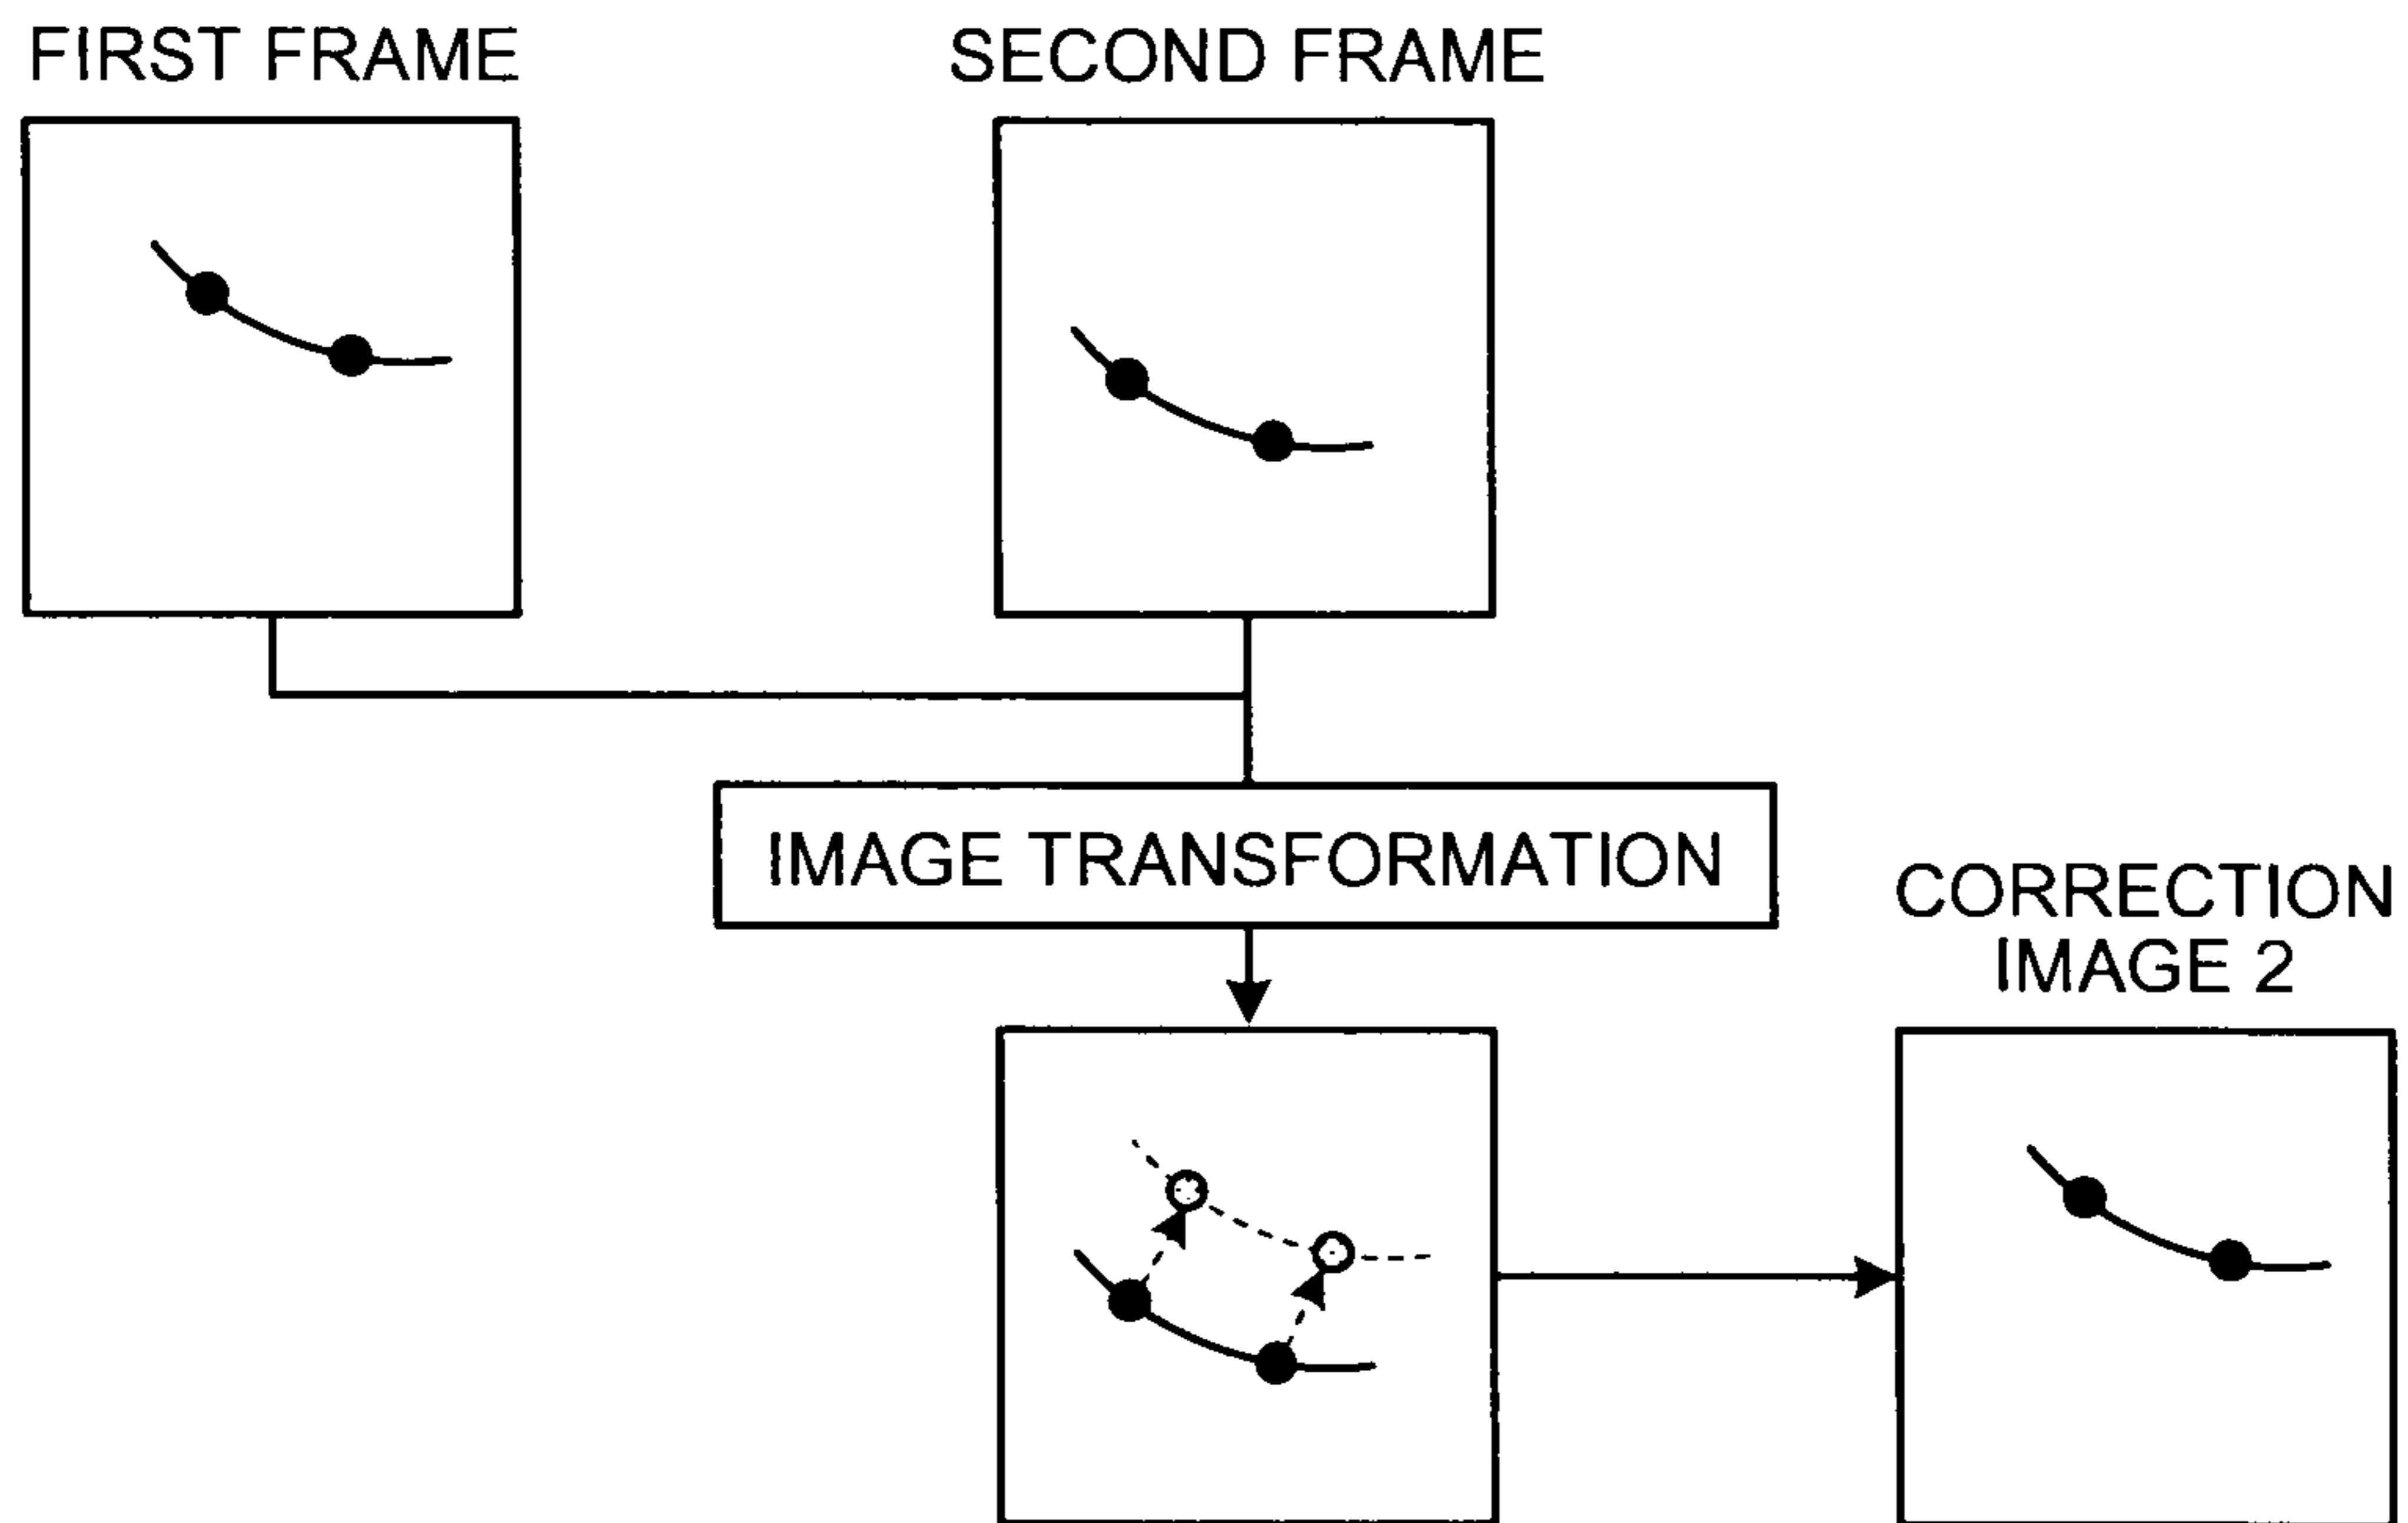 FIRST FRAME
SECOND FRAME
IMAGE TRANSFORMATION
CORRECTION
IMAGE 2